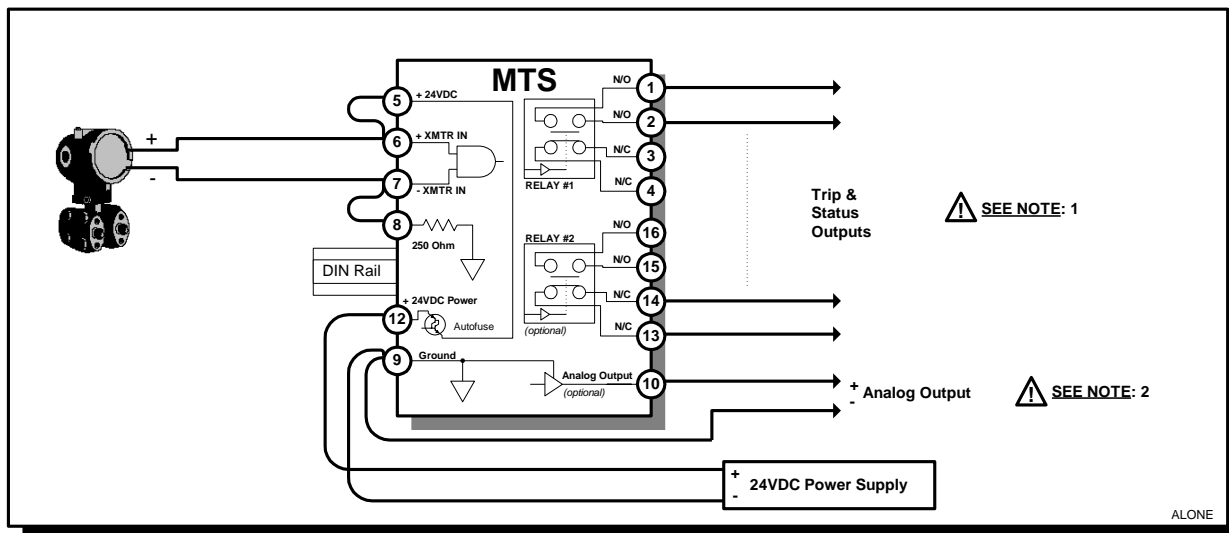 MTS
5
+ 24VDC
+
6
+ XMTR IN
-
7
- XMTR IN
8
250 Ohm
DIN Rail
+ 24VDC Power
12
Autofuse
9
Ground
N/O
1
N/O
2
N/C
3
N/C
4
RELAY #1
N/O
16
RELAY #2
N/O
15
N/C
14
N/C
13
(optional)
Analog Output
10
(optional)
Trip &
Status
Outputs
! SEE NOTE: 1
+
-
Analog Output
! SEE NOTE: 2
+
-
24VDC Power Supply
ALONE